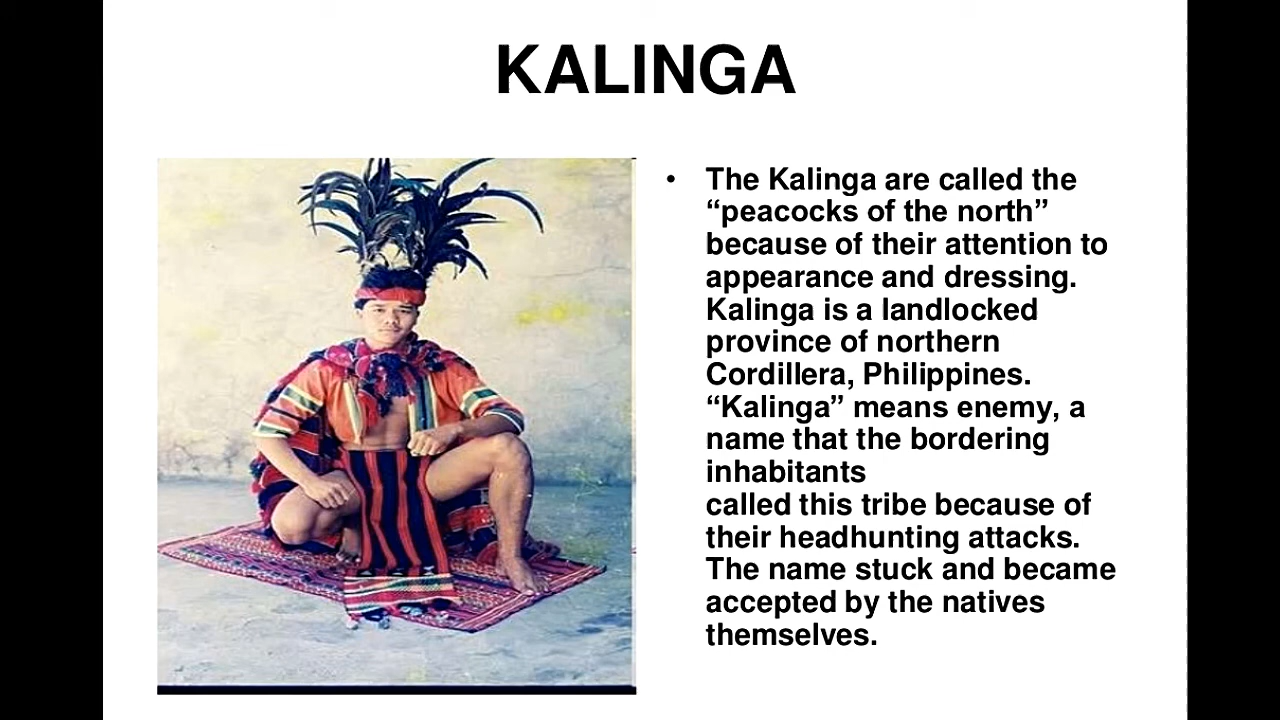 KALINGA
• The Kalinga are called the
“peacocks of the north”
because of their attention to
appearance and dressing.
Kalinga is a landlocked
province of northern
Cordillera, Philippines.
“Kalinga” means enemy, a
name that the bordering
inhabitants
called this tribe because of
their headhunting attacks.
The name stuck and became
accepted by the natives
themselves.